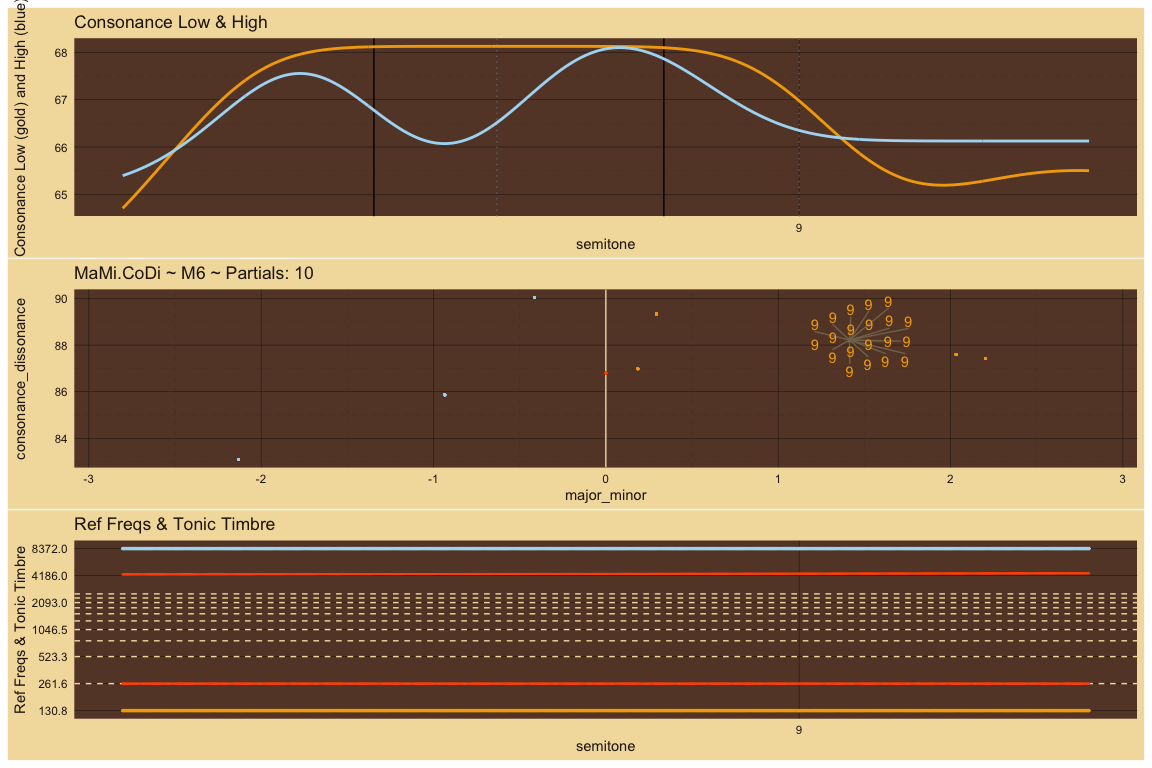 Consonance Low & High
Consonance Low (gold) and High (blue)
68
67
66
65
9
semitone
MaMi.CoDi ~ M6 ~ Partials: 10
consonance_dissonance
90
88
86
84
9 9 9 9 9 9 9 9 9 9 9 9 9 9 9 9 9 9 9
-3 -2 -1 0 1 2 3
major_minor
Ref Freqs & Tonic Timbre
Ref Freqs & Tonic Timbre
8372.0
4186.0
2093.0
1046.5
523.3
261.6
130.8
9
semitone